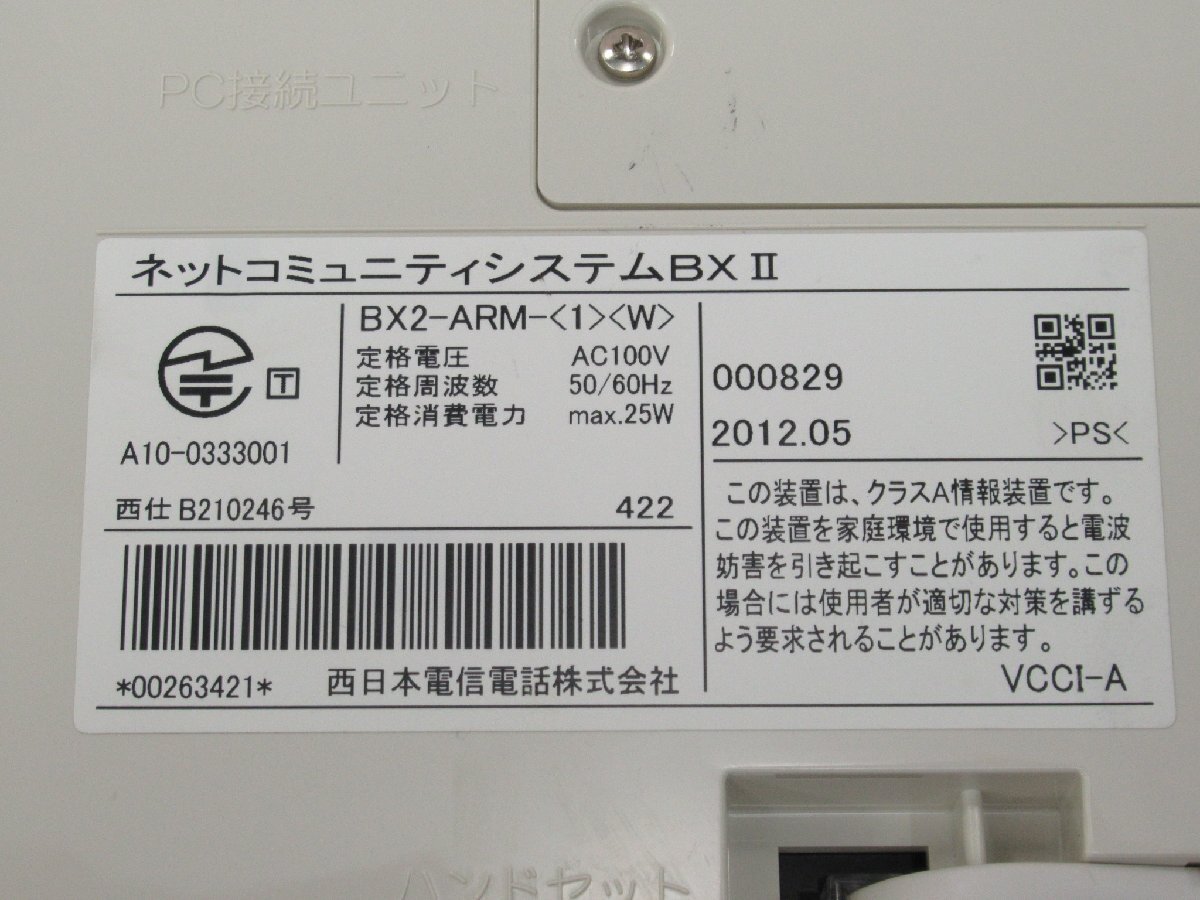 PC接続ユニット
ネットコミュニティシステムBXⅡ
T
A10-0333001
BX2-ARM-<1><W>
定格電圧 AC100V
定格周波数 50/60Hz
定格消費電力 max.25W
西仕B210246号 422
*00263421* 西日本電信電話株式会社
000829
2012.05 >PS<
この装置は、クラスA情報装置です。
この装置を家庭環境で使用すると電波
妨害を引き起こすことがあります。この
場合には使用者が適切な対策を講ずる
よう要求されることがあります。
VCCI-A
ハンドセット